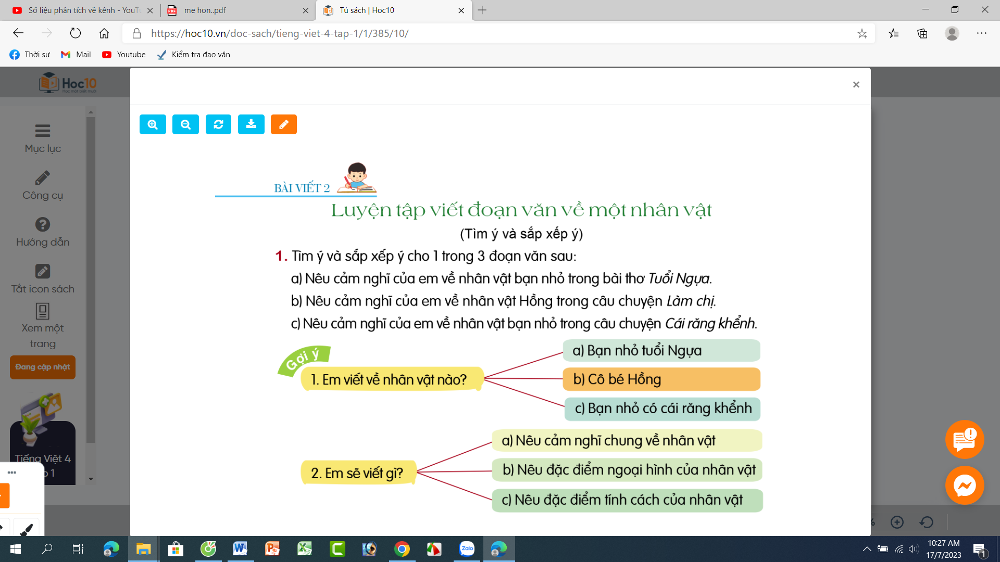 Số liệu phân tích về kênh - YouTu
me hon..pdf
Tủ sách | Hoc10
https://hoc10.vn/doc-sach/tieng-viet-4-tap-1/1/385/10/
Thời sự
Mail
Youtube
Kiểm tra đạo văn
Hoc10
Học một biết mười
Mục lục
Công cụ
Hướng dẫn
Tắt icon sách
Xem một
trang
Đang cập nhật
Tiếng Việt 4
1
BÀI VIẾT 2
Luyện tập viết đoạn văn về một nhân vật
(Tìm ý và sắp xếp ý)
1. Tìm ý và sắp xếp ý cho 1 trong 3 đoạn văn sau:
a) Nêu cảm nghĩ của em về nhân vật bạn nhỏ trong bài thơ Tuổi Ngựa.
b) Nêu cảm nghĩ của em về nhân vật Hồng trong câu chuyện Làm chị.
c) Nêu cảm nghĩ của em về nhân vật bạn nhỏ trong câu chuyện Cái răng khểnh.
Gợi ý
1. Em viết về nhân vật nào?
a) Bạn nhỏ tuổi Ngựa
b) Cô bé Hồng
c) Bạn nhỏ có cái răng khểnh
2. Em sẽ viết gì?
a) Nêu cảm nghĩ chung về nhân vật
b) Nêu đặc điểm ngoại hình của nhân vật
c) Nêu đặc điểm tính cách của nhân vật
%
Zalo
10:27 AM
17/7/2023
1